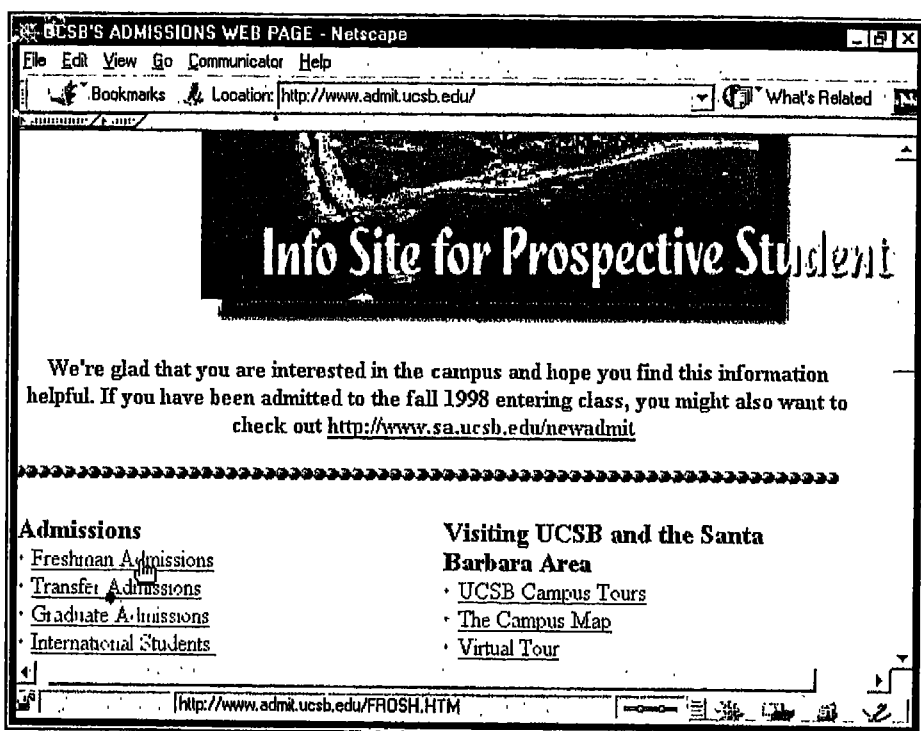 UCSB'S ADMISSIONS WEB PAGE - Netscape
File Edit View Go Communicator Help
Bookmarks Location: http://www.admit.ucsb.edu/ What's Related
Info Site for Prospective Student
We're glad that you are interested in the campus and hope you find this information
helpful. If you have been admitted to the fall 1998 entering class, you might also want to
check out http://www.sa.ucsb.edu/newadmit
Admissions
· Freshman Admissions
· Transfer Admissions
· Graduate Admissions
· International Students
Visiting UCSB and the Santa
Barbara Area
· UCSB Campus Tours
· The Campus Map
· Virtual Tour
http://www.admit.ucsb.edu/FROSH.HTM